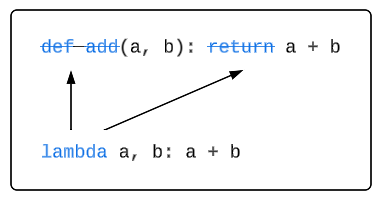 def add(a, b): return a + b
lambda a, b: a + b